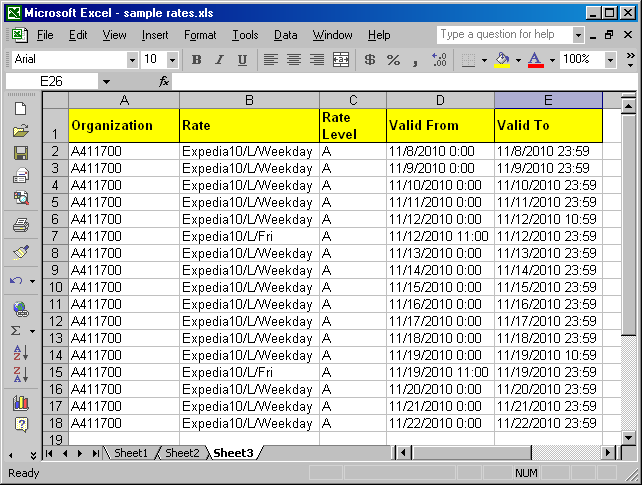 Microsoft Excel - sample rates.xls
File Edit View Insert Format Tools Data Window Help Type a question for help
Arial 10 B I U $ % , 100%
E26 fx
A B C D E
1 Organization Rate Rate Level Valid From Valid To
2 A411700 Expedia10/L/Weekday A 11/8/2010 0:00 11/8/2010 23:59
3 A411700 Expedia10/L/Weekday A 11/9/2010 0:00 11/9/2010 23:59
4 A411700 Expedia10/L/Weekday A 11/10/2010 0:00 11/10/2010 23:59
5 A411700 Expedia10/L/Weekday A 11/11/2010 0:00 11/11/2010 23:59
6 A411700 Expedia10/L/Weekday A 11/12/2010 0:00 11/12/2010 10:59
7 A411700 Expedia10/L/Fri A 11/12/2010 11:00 11/12/2010 23:59
8 A411700 Expedia10/L/Weekday A 11/13/2010 0:00 11/13/2010 23:59
9 A411700 Expedia10/L/Weekday A 11/14/2010 0:00 11/14/2010 23:59
10 A411700 Expedia10/L/Weekday A 11/15/2010 0:00 11/15/2010 23:59
11 A411700 Expedia10/L/Weekday A 11/16/2010 0:00 11/16/2010 23:59
12 A411700 Expedia10/L/Weekday A 11/17/2010 0:00 11/17/2010 23:59
13 A411700 Expedia10/L/Weekday A 11/18/2010 0:00 11/18/2010 23:59
14 A411700 Expedia10/L/Weekday A 11/19/2010 0:00 11/19/2010 10:59
15 A411700 Expedia10/L/Fri A 11/19/2010 11:00 11/19/2010 23:59
16 A411700 Expedia10/L/Weekday A 11/20/2010 0:00 11/20/2010 23:59
17 A411700 Expedia10/L/Weekday A 11/21/2010 0:00 11/21/2010 23:59
18 A411700 Expedia10/L/Weekday A 11/22/2010 0:00 11/22/2010 23:59
19
Sheet1 Sheet2 Sheet3
Ready NUM